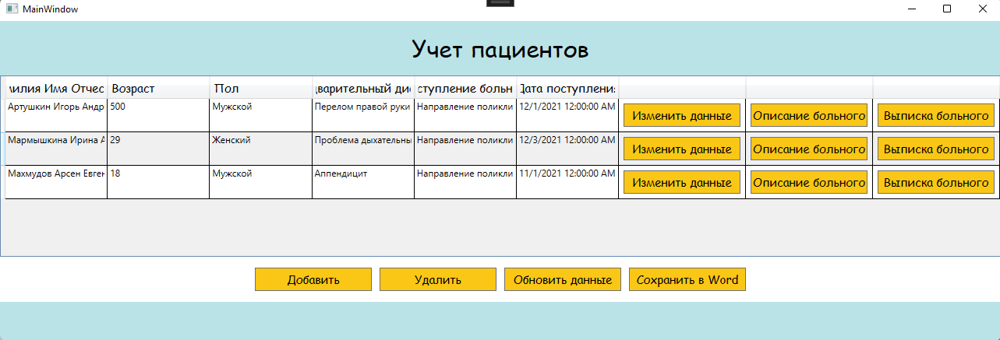 MainWindow
Учет пациентов
илия Имя Отчес Возраст Пол варительный ди ступление больн Дата поступлени
Артушкин Игорь Андр 500 Мужской Перелом правой руки Направление поликли 12/1/2021 12:00:00 AM Изменить данные Описание больного Выписка больного
Мармышкина Ирина А 29 Женский Проблема дыхательны Направление поликли 12/3/2021 12:00:00 AM Изменить данные Описание больного Выписка больного
Махмудов Арсен Евген 18 Мужской Аппендицит Направление поликли 11/1/2021 12:00:00 AM Изменить данные Описание больного Выписка больного
Добавить Удалить Обновить данные Сохранить в Word